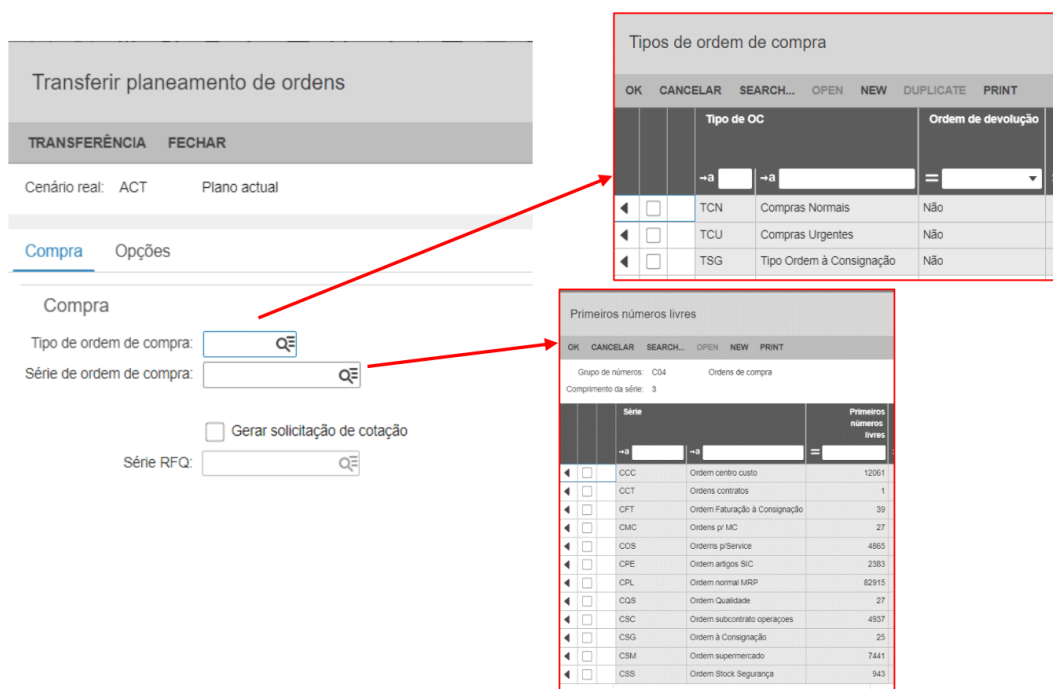 Transferir planeamento de ordens
TRANSFERÊNCIA FECHAR
Cenário real: ACT Plano actual
Compra Opções
Compra
Tipo de ordem de compra:
Série de ordem de compra:
Gerar solicitação de cotação
Série RFQ:
Tipos de ordem de compra
OK CANCELAR SEARCH... OPEN NEW DUPLICATE PRINT
Tipo de OC Ordem de devolução
→a →a =
TCN Compras Normais Não
TCU Compras Urgentes Não
TSG Tipo Ordem à Consignação Não
Primeiros números livres
OK CANCELAR SEARCH... OPEN NEW PRINT
Grupo de números: C04 Ordens de compra
Comprimento da série: 3
Série Primeiros
números
livres
→a →a =
CCC Ordem centro custo 12061
CCT Ordens contratos 1
CFT Ordem Faturação à Consignação 39
CMC Ordens p/ MC 27
COS Orderns p/Service 4865
CPE Ordem artigos SIC 2383
CPL Ordem normal MRP 82915
CQS Ordem Qualidade 27
CSC Ordem subcontrato operaçoes 4937
CSG Ordem à Consignação 25
CSM Ordem supermercado 7441
CSS Ordem Stock Segurança 943